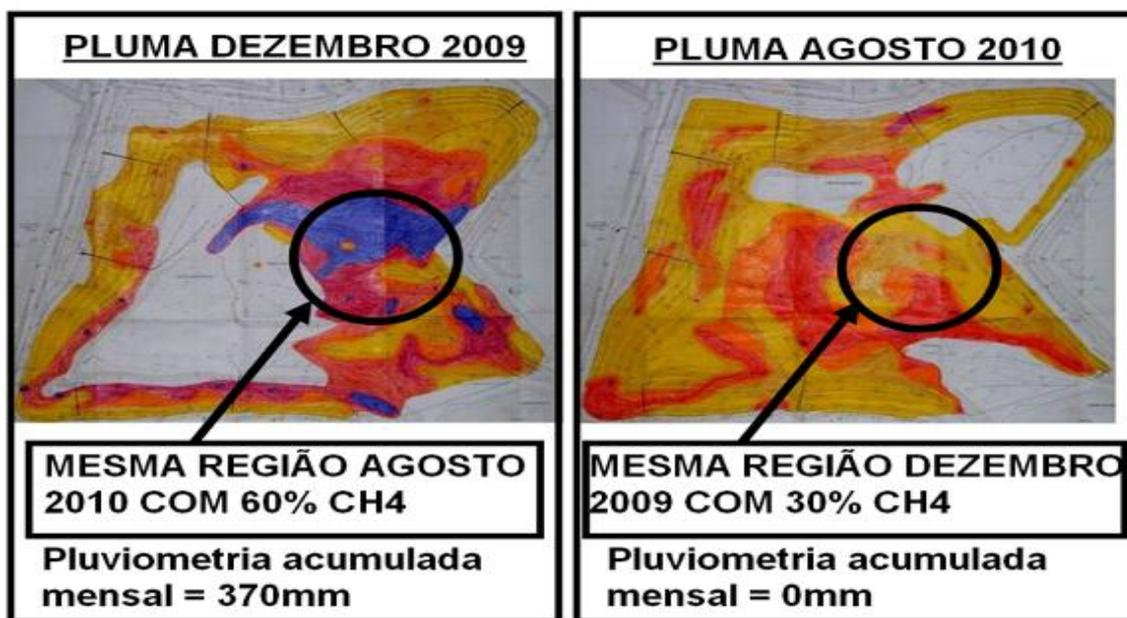 PLUMA DEZEMBRO 2009
MESMA REGIÃO AGOSTO
2010 COM 60% CH4
Pluviometria acumulada
mensal = 370mm
PLUMA AGOSTO 2010
MESMA REGIÃO DEZEMBRO
2009 COM 30% CH4
Pluviometria acumulada
mensal = 0mm